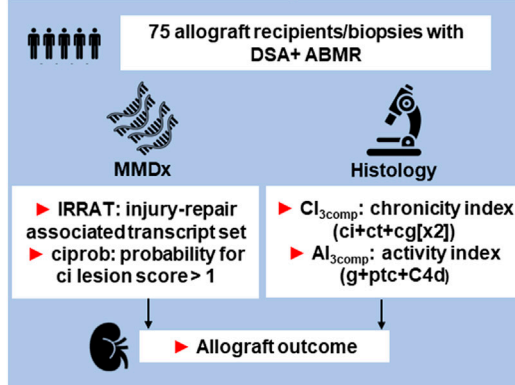 75 allograft recipients/biopsies with
DSA+ ABMR
MMDx
Histology
► IRRAT: injury-repair
associated transcript set
► ciprob: probability for
ci lesion score > 1
► CI3comp: chronicity index
(ci+ct+cg[x2])
► AI3comp: activity index
(g+ptc+C4d)
► Allograft outcome